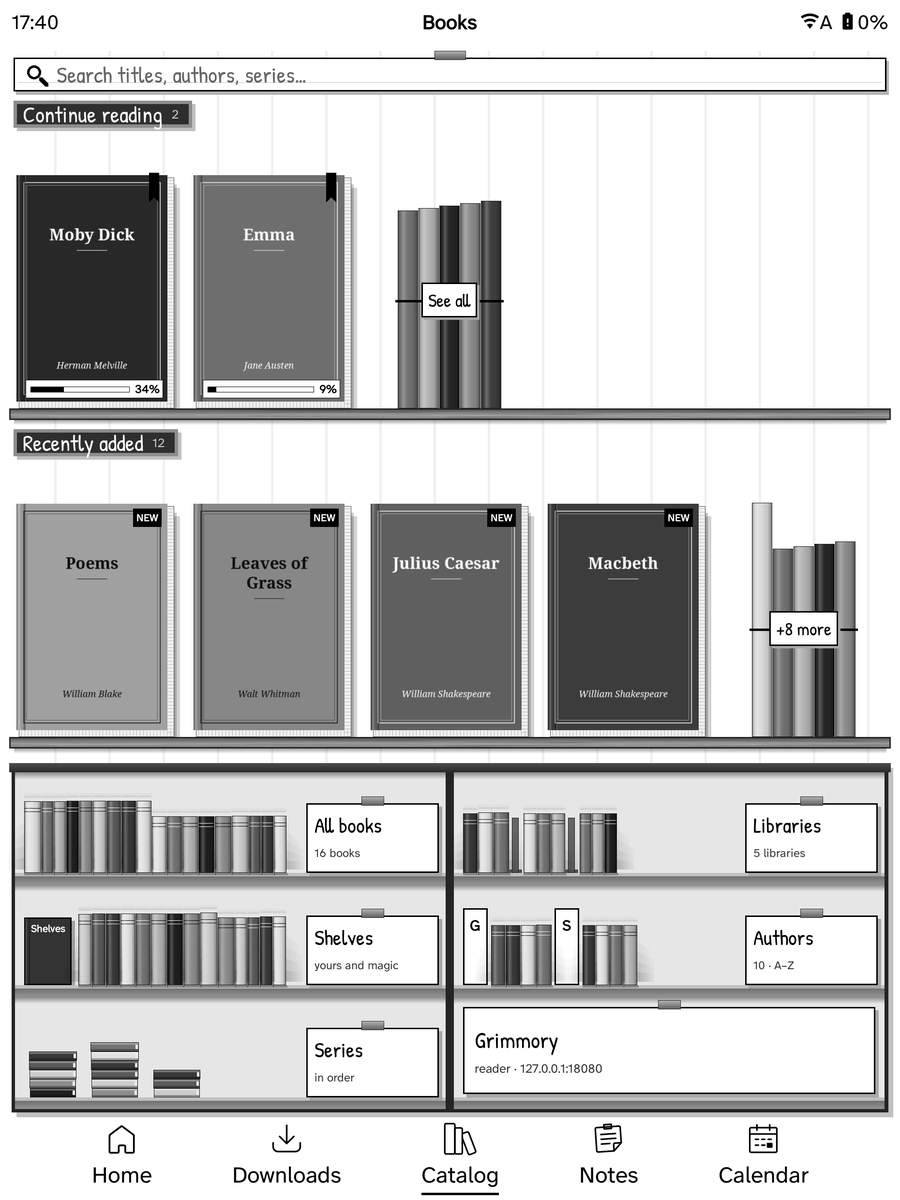 17:40
Books
A
0%
Search titles, authors, series...
Continue reading 2
Moby Dick
Herman Melville
34%
Emma
Jane Austen
9%
See all
Recently added 12
NEW
Poems
William Blake
NEW
Leaves of
Grass
Walt Whitman
NEW
Julius Caesar
William Shakespeare
NEW
Macbeth
William Shakespeare
+8 more
All books
16 books
Libraries
5 libraries
Shelves
Shelves
yours and magic
G
S
Authors
10 · A–Z
Series
in order
Grimmory
reader · 127.0.0.1:18080
Home
Downloads
Catalog
Notes
Calendar